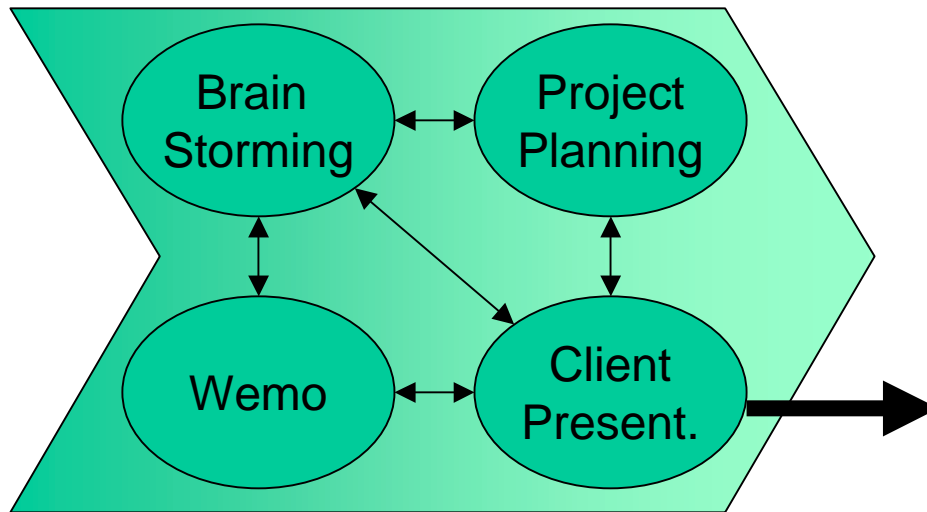 Brain
Storming
Project
Planning
Wemo
Client
Present.